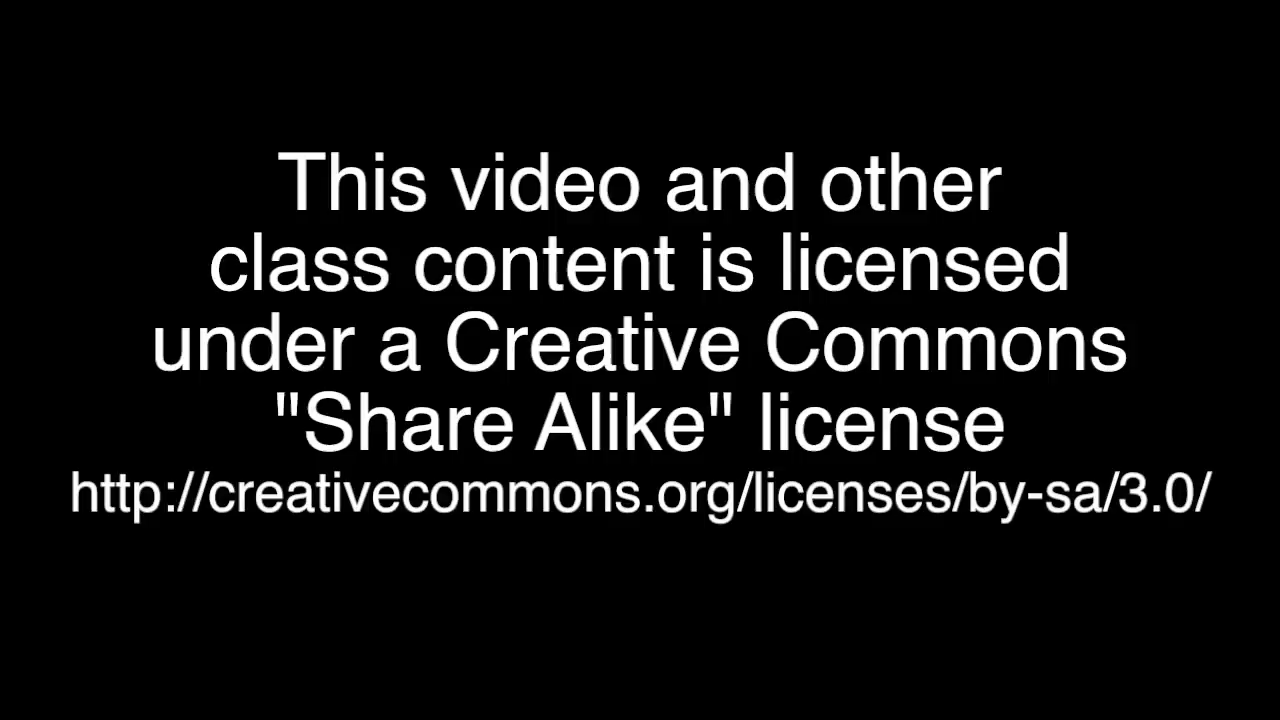 This video and other
class content is licensed
under a Creative Commons
"Share Alike" license
http://creativecommons.org/licenses/by-sa/3.0/